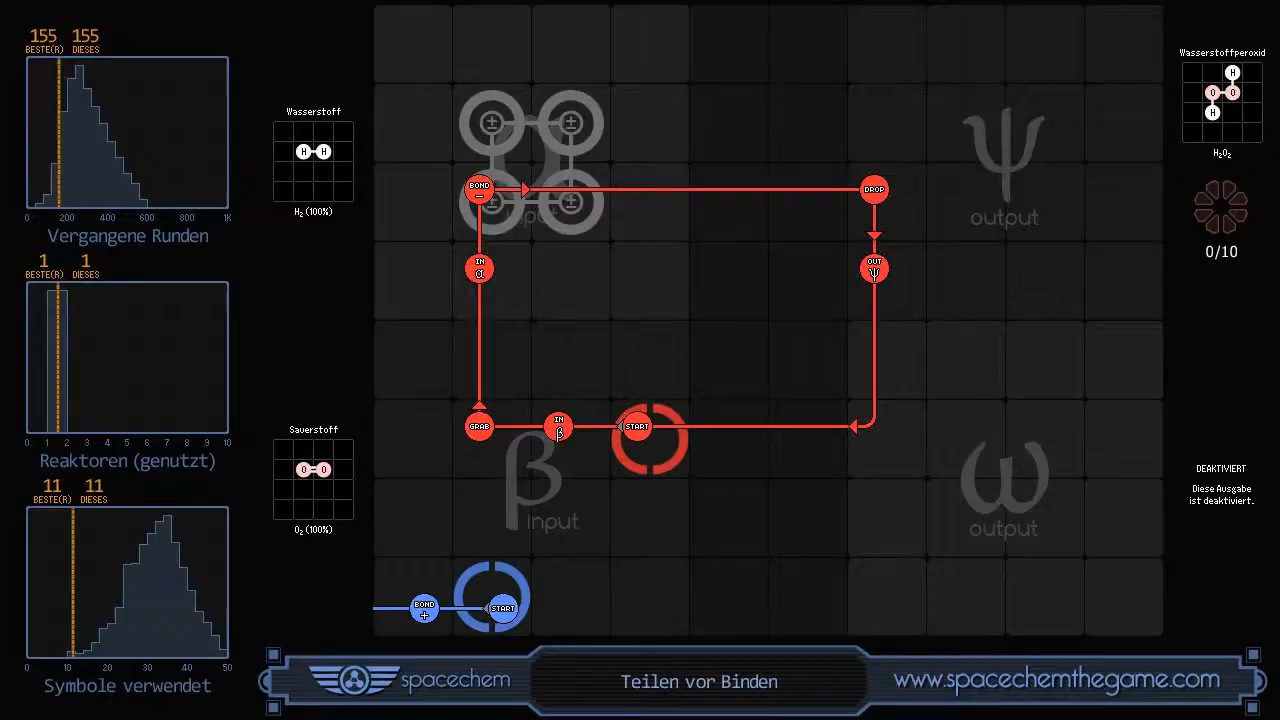 155 155
BESTE(R) DIESES
0 200 400 600 800 1K
Vergangene Runden
1 1
BESTE(R) DIESES
0 1 2 3 4 5 6 7 8 9 10
Reaktoren (genutzt)
11 11
BESTE(R) DIESES
0 10 20 30 40 50
Symbole verwendet
Wasserstoff
H H
H₂ (100%)
Sauerstoff
O O
O₂ (100%)
± ±
± ±
input
BOND
−
DROP
IN
α
OUT
ψ
GRAB
IN
β
START
β
input
BOND
+
START
ψ
output
ω
output
Wasserstoffperoxid
H
O O
H
H₂O₂
0/10
DEAKTIVIERT
Diese Ausgabe
ist deaktiviert.
spacechem
Teilen vor Binden
www.spacechemthegame.com